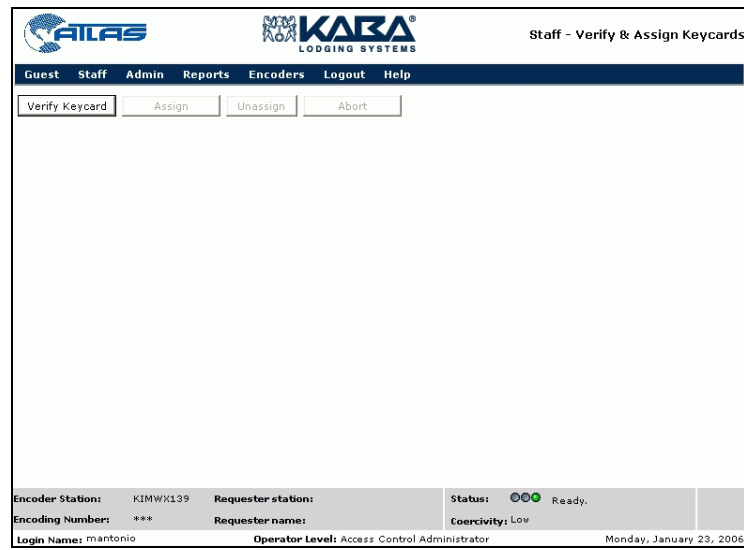 ATLAS
KABA®
LODGING SYSTEMS
Staff - Verify & Assign Keycards
Guest Staff Admin Reports Encoders Logout Help
Verify Keycard Assign Unassign Abort
Encoder Station: KIMWX139 Requester station: Status: Ready.
Encoding Number: *** Requester name: Coercivity: Low
Login Name: mantonio Operator Level: Access Control Administrator Monday, January 23, 2006